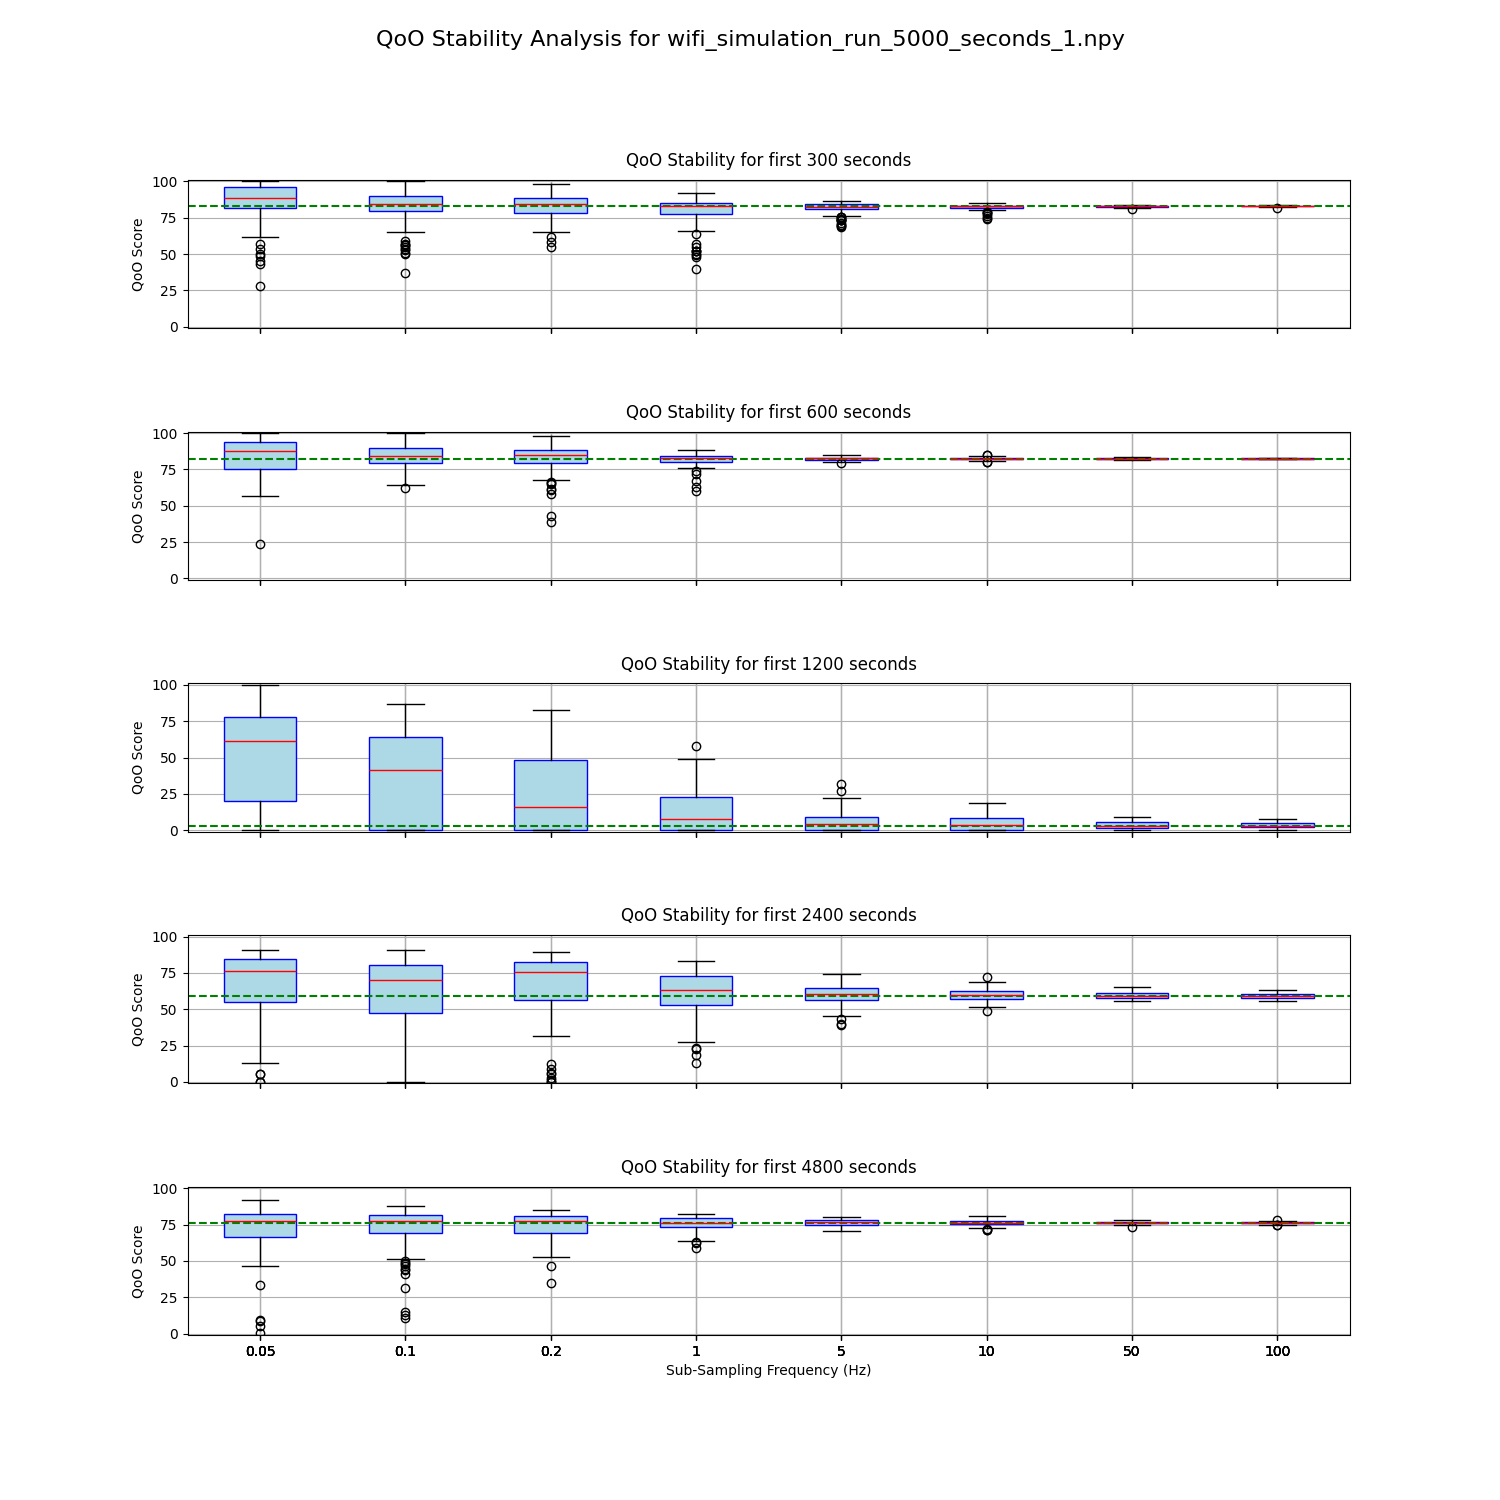 QoO Stability Analysis for wifi_simulation_run_5000_seconds_1.npy
QoO Stability for first 300 seconds
100
75
50
25
0
QoO Score
QoO Stability for first 600 seconds
100
75
50
25
0
QoO Score
QoO Stability for first 1200 seconds
100
75
50
25
0
QoO Score
QoO Stability for first 2400 seconds
100
75
50
25
0
QoO Score
QoO Stability for first 4800 seconds
100
75
50
25
0
QoO Score
0.05 0.1 0.2 1 5 10 50 100
Sub-Sampling Frequency (Hz)